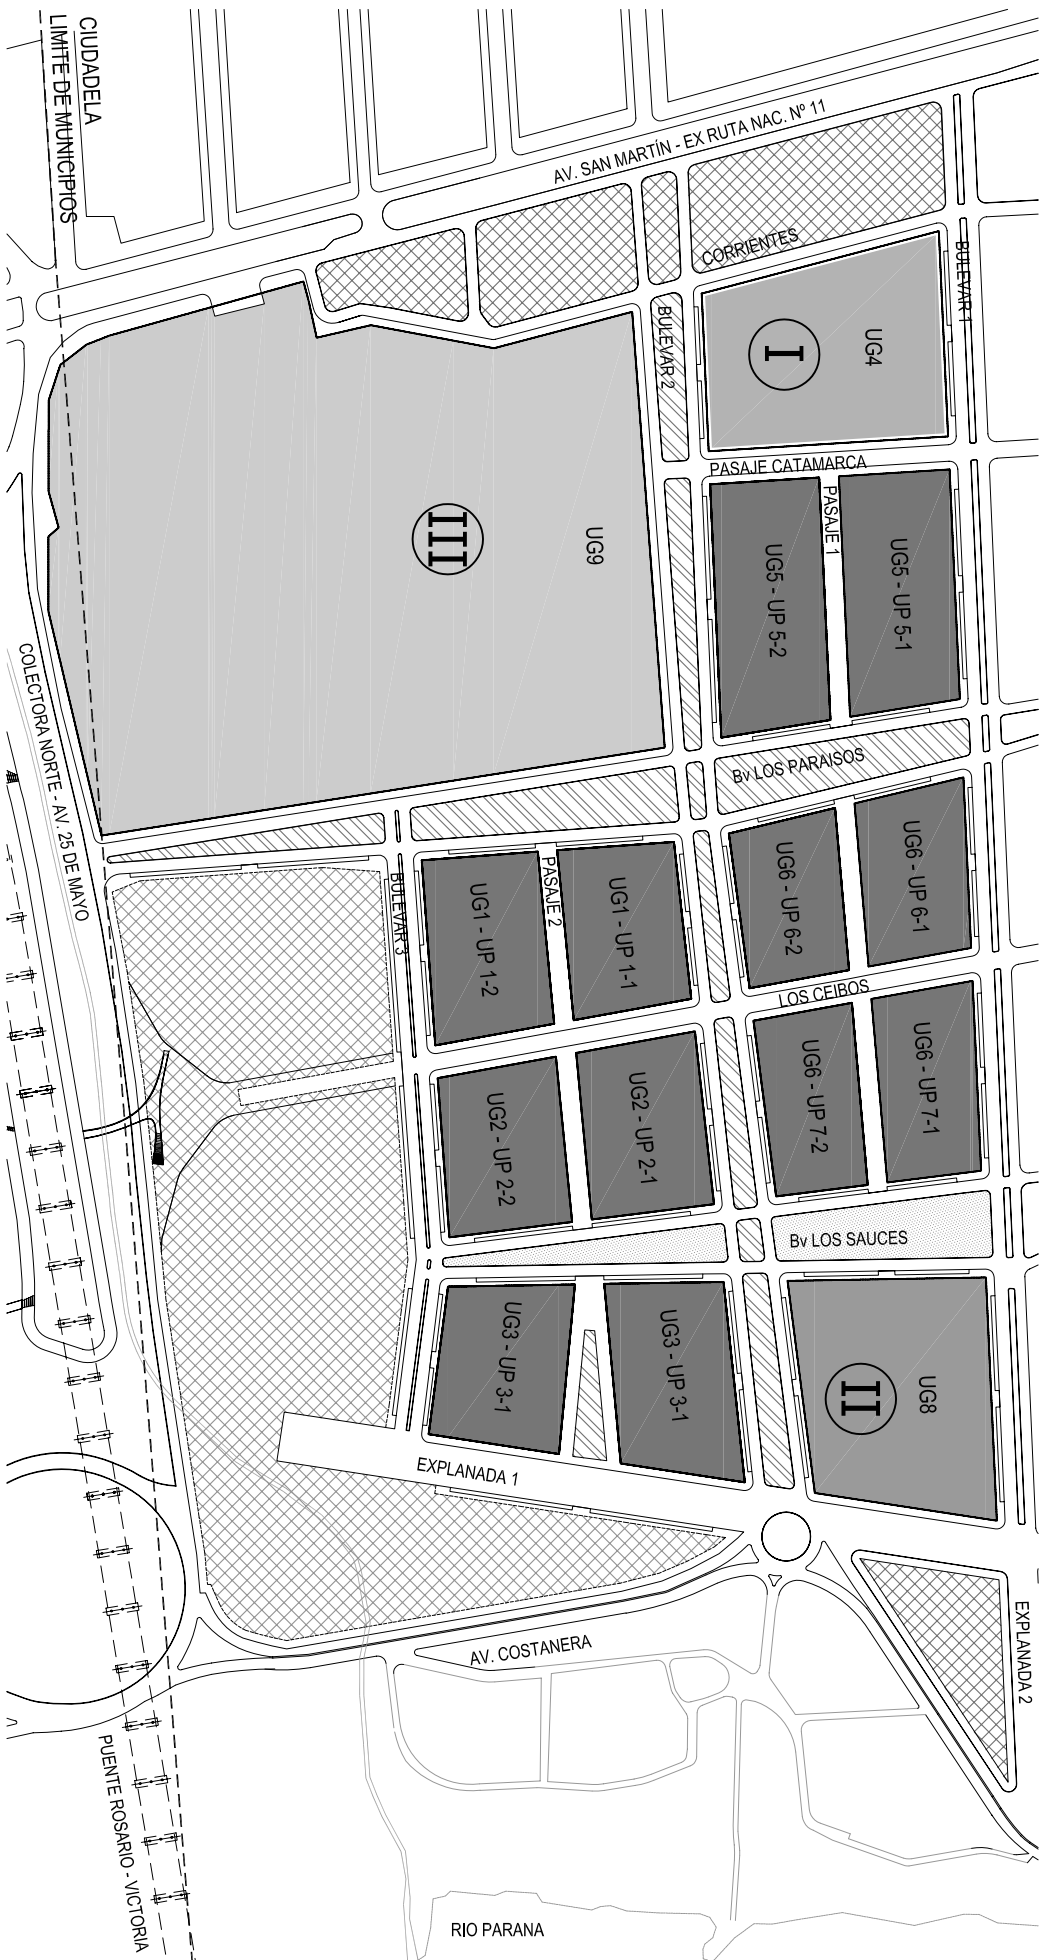 CIUDADELA
LIMITE DE MUNICIPIOS
AV. SAN MARTÍN - EX RUTA NAC. Nº 11
CORRIENTES
BULEVAR 1
BULEVAR 2
UG4
I
PASAJE CATAMARCA
PASAJE 1
UG9
III
UG5 - UP 5-1
UG5 - UP 5-2
COLECTORA NORTE - AV. 25 DE MAYO
Bv LOS PARAISOS
BULEVAR 3
PASAJE 2
UG1 - UP 1-2
UG1 - UP 1-1
UG6 - UP 6-2
UG6 - UP 6-1
LOS CEIBOS
UG2 - UP 2-2
UG2 - UP 2-1
UG6 - UP 7-2
UG6 - UP 7-1
Bv LOS SAUCES
UG3 - UP 3-1
UG3 - UP 3-1
UG8
II
EXPLANADA 1
EXPLANADA 2
AV. COSTANERA
PUENTE ROSARIO - VICTORIA
RIO PARANA